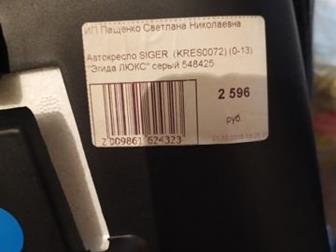 ИП Пащенко Светлана Николаевна
Автокресло SIGER (KRES0072) (0-13)
"Эгида ЛЮКС" серый 548425
2 596
руб.
2 009861 624323